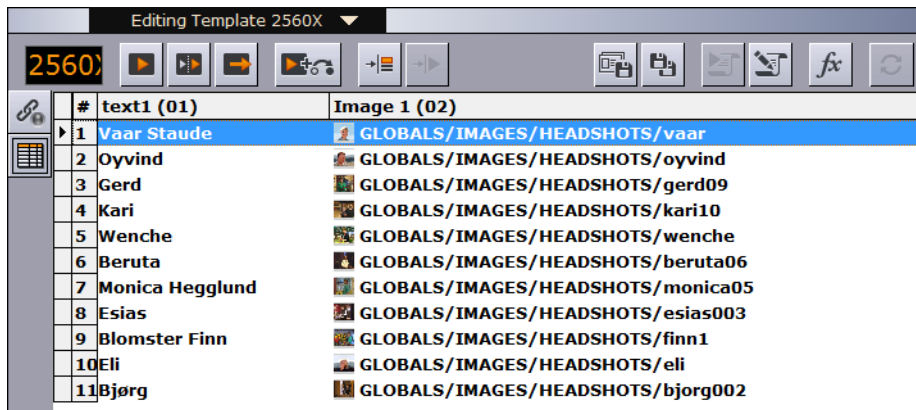 Editing Template 2560X
2560X fx
# text1 (01) Image 1 (02)
1 Vaar Staude GLOBALS/IMAGES/HEADSHOTS/vaar
2 Oyvind GLOBALS/IMAGES/HEADSHOTS/oyvind
3 Gerd GLOBALS/IMAGES/HEADSHOTS/gerd09
4 Kari GLOBALS/IMAGES/HEADSHOTS/kari10
5 Wenche GLOBALS/IMAGES/HEADSHOTS/wenche
6 Beruta GLOBALS/IMAGES/HEADSHOTS/beruta06
7 Monica Hegglund GLOBALS/IMAGES/HEADSHOTS/monica05
8 Esias GLOBALS/IMAGES/HEADSHOTS/esias003
9 Blomster Finn GLOBALS/IMAGES/HEADSHOTS/finn1
10 Eli GLOBALS/IMAGES/HEADSHOTS/eli
11 Bjørg GLOBALS/IMAGES/HEADSHOTS/bjorg002